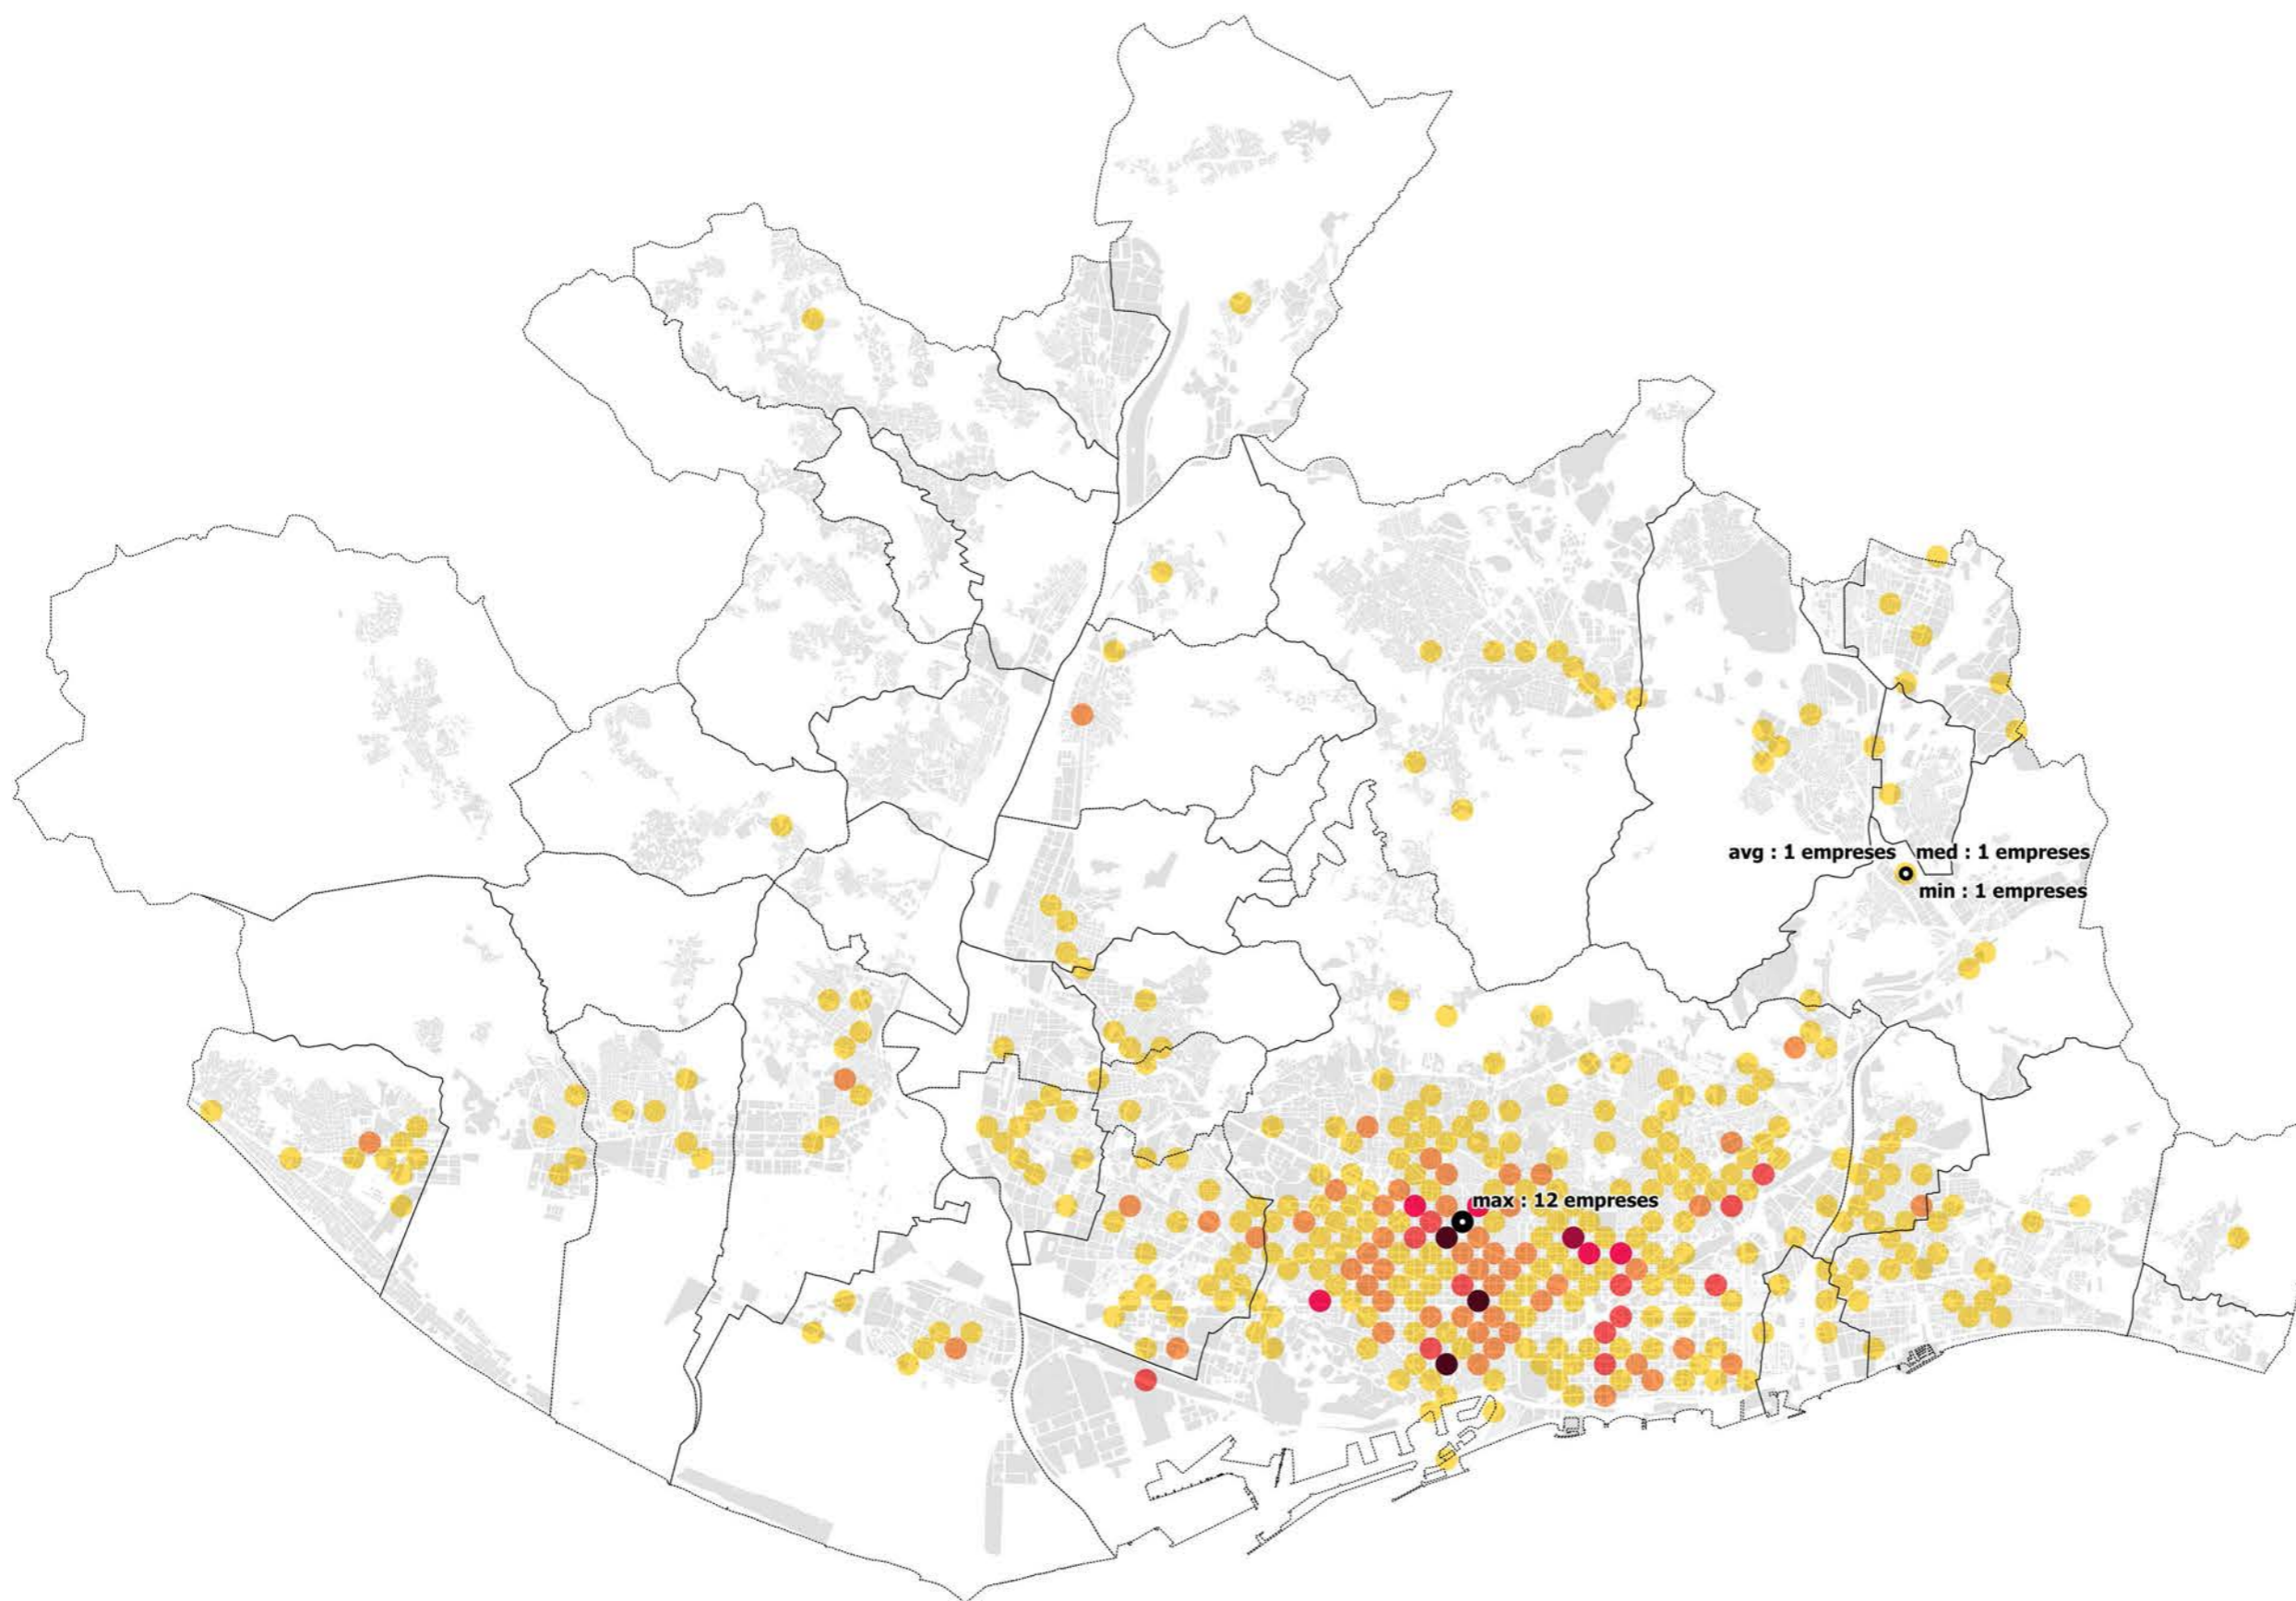 avg : 1 empreses
med : 1 empreses
min : 1 empreses
max : 12 empreses